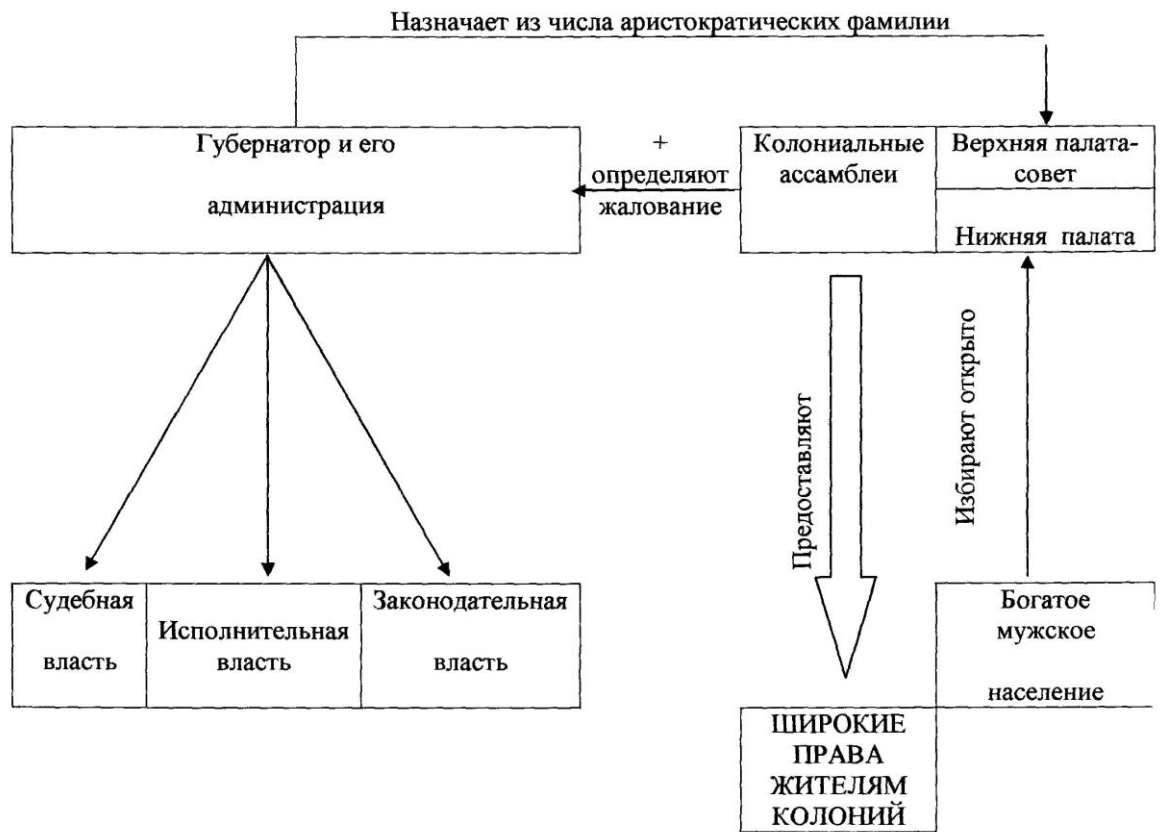 Назначает из числа аристократических фамилии
Губернатор и его
администрация
+
определяют
жалование
Колониальные
ассамблеи
Верхняя палата-
совет
Нижняя палата
Предоставляют
Избирают открыто
Судебная
власть
Исполнительная
власть
Законодательная
власть
Богатое
мужское
население
ШИРОКИЕ
ПРАВА
ЖИТЕЛЯМ
КОЛОНИЙ